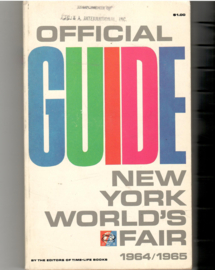 $1.00
OFFICIAL
GUIDE
NEW
YORK
WORLD'S
FAIR
1964/1965
BY THE EDITORS OF TIME-LIFE BOOKS